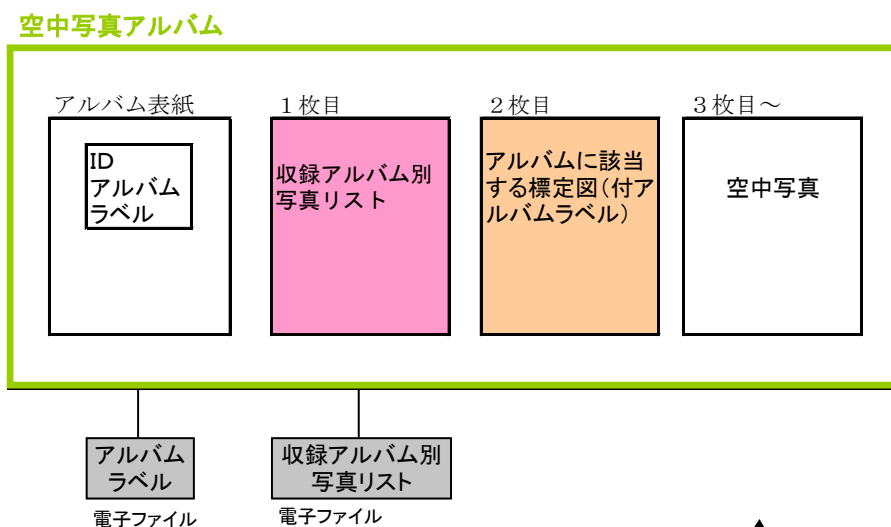 空中写真アルバム
アルバム表紙
１枚目
２枚目
３枚目～
ID
アルバム
ラベル
収録アルバム別
写真リスト
アルバムに該当
する標定図（付ア
ルバムラベル）
空中写真
アルバム
ラベル
収録アルバム別
写真リスト
電子ファイル
電子ファイル